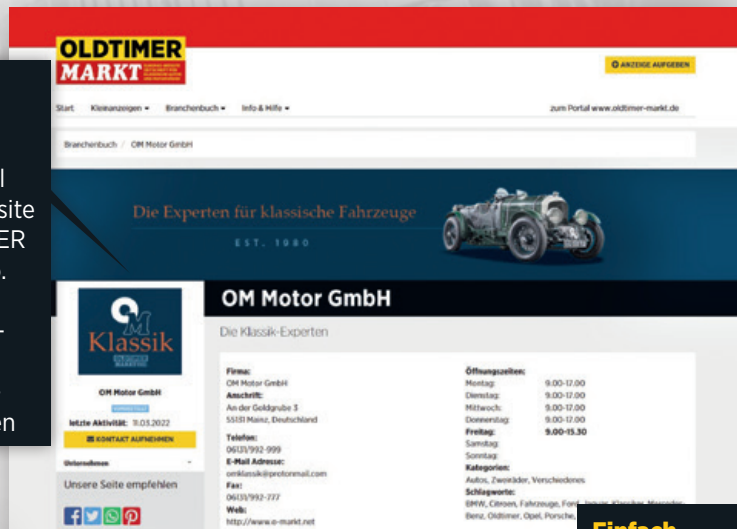 OLDTIMER
MARKT
ANZEIGE AUFGEBEN
Start Kleinanzeigen Branchenbuch Info & Hilfe
zum Portal www.oldtimer-markt.de
Branchenbuch / OM Motor GmbH
site
ER
Die Experten für klassische Fahrzeuge
EST. 1980
en
OM Motor GmbH
Die Klassik-Experten
OM
Klassik
OLDTIMER
OM Motor GmbH
letzte Aktivität: 11.03.2022
KONTAKT AUFNEHMEN
Unternehmen
Unsere Seite empfehlen
Firma:
OM Motor GmbH
Anschrift:
An der Goldgrube 3
55131 Mainz, Deutschland
Telefon:
06131/992-999
E-Mail Adresse:
omklassik@protonmail.com
Fax:
06131/992-777
Web:
http://www.e-markt.net
Öffnungszeiten:
Montag: 9.00-17.00
Dienstag: 9.00-17.00
Mittwoch: 9.00-17.00
Donnerstag: 9.00-17.00
Freitag: 9.00-15.30
Samstag:
Sonntag:
Kategorien:
Autos, Zweiräder, Verschiedenes
Schlagworte:
BMW, Citroen, Fahrzeuge, Ford, Jaguar, Klassiker, Mercedes-
Benz, Oldtimer, Opel, Porsche,
Einfach